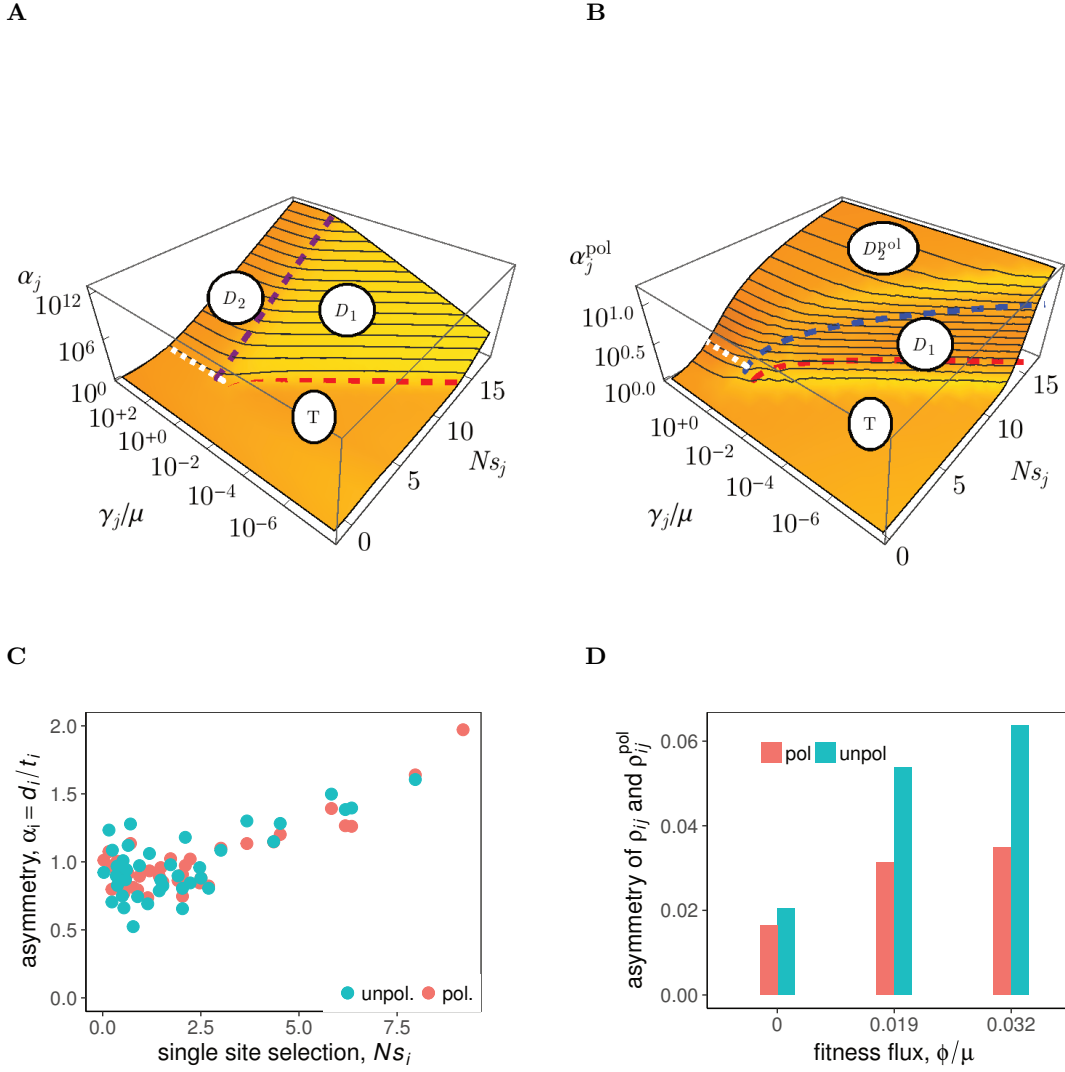 A
B
α_j
10^12
10^6
10^0
10^+2
10^+0
10^−2
10^−4
10^−6
γ_j/μ
0
5
10
15
Ns_j
D_2
D_1
T
α_j^pol
10^1.0
10^0.5
10^0.0
10^+0
10^−2
10^−4
10^−6
γ_j/μ
0
5
10
15
Ns_j
D_2^pol
D_1
T
C
D
asymmetry, α_i = d_i/t_i
2.0
1.5
1.0
0.5
0.0
unpol. pol.
0.0 2.5 5.0 7.5
single site selection, Ns_i
asymmetry of ρ_ij and ρ_ij^pol
0.06
0.04
0.02
0.00
pol unpol
0 0.019 0.032
fitness flux, ϕ/μ